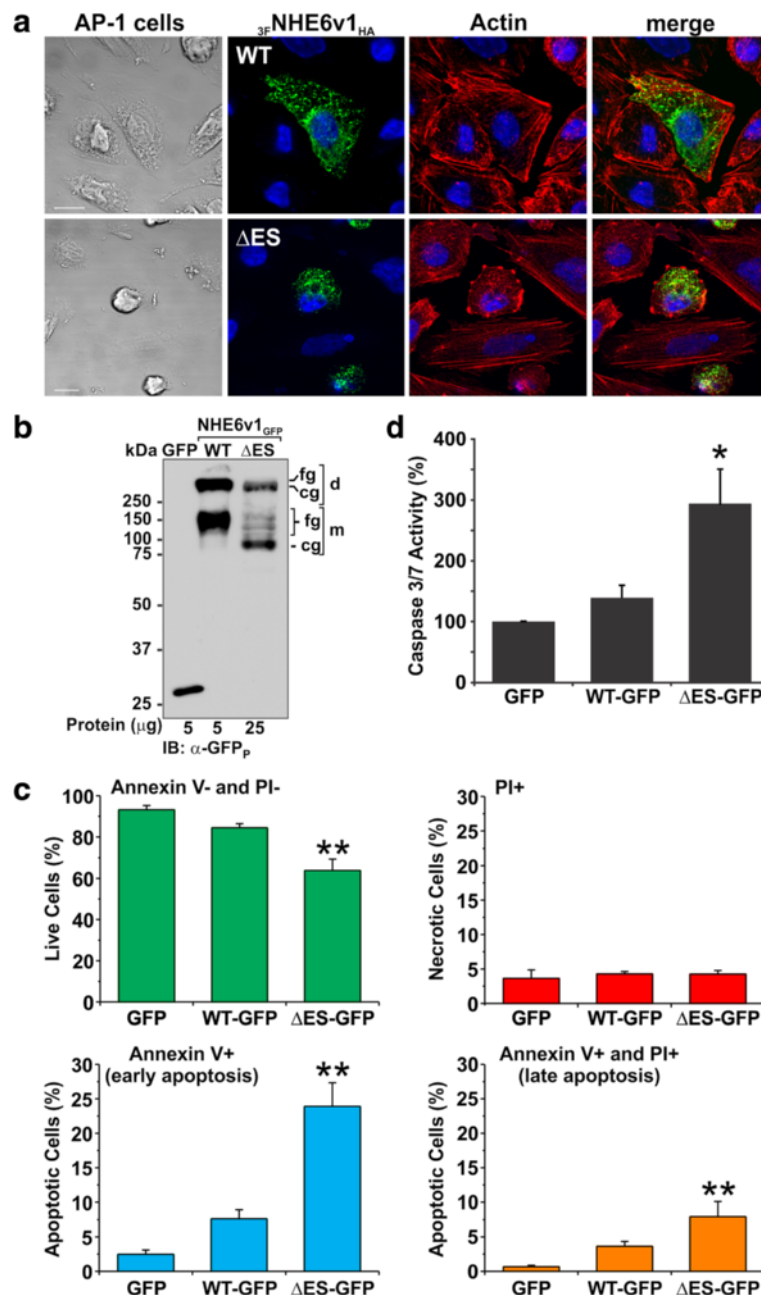 a
AP-1 cells
3FNHE6v1HA
Actin
merge
WT
ΔES
b
NHE6v1GFP
kDa GFP WT ΔES
250
150
100
75
50
37
25
fg
cg
d
fg
m
cg
Protein (μg) 5 5 25
IB: α-GFPP
d
Caspase 3/7 Activity (%)
400
300
200
100
0
*
GFP WT-GFP ΔES-GFP
c
Annexin V- and PI-
Live Cells (%)
100
80
60
40
20
0
**
GFP WT-GFP ΔES-GFP
PI+
Necrotic Cells (%)
30
25
20
15
10
5
0
GFP WT-GFP ΔES-GFP
Annexin V+
(early apoptosis)
Apoptotic Cells (%)
30
25
20
15
10
5
0
**
GFP WT-GFP ΔES-GFP
Annexin V+ and PI+
(late apoptosis)
Apoptotic Cells (%)
30
25
20
15
10
5
0
**
GFP WT-GFP ΔES-GFP